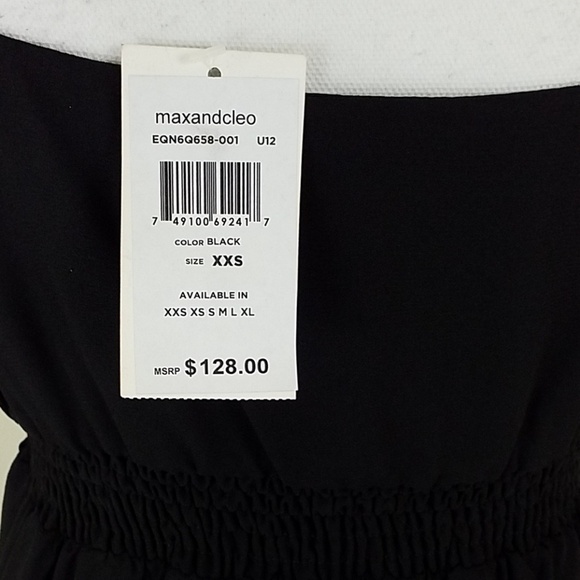 maxandcleo
EQN6Q658-001 U12
7 49100 69241 7
COLOR BLACK
SIZE XXS
AVAILABLE IN
XXS XS S M L XL
MSRP $128.00